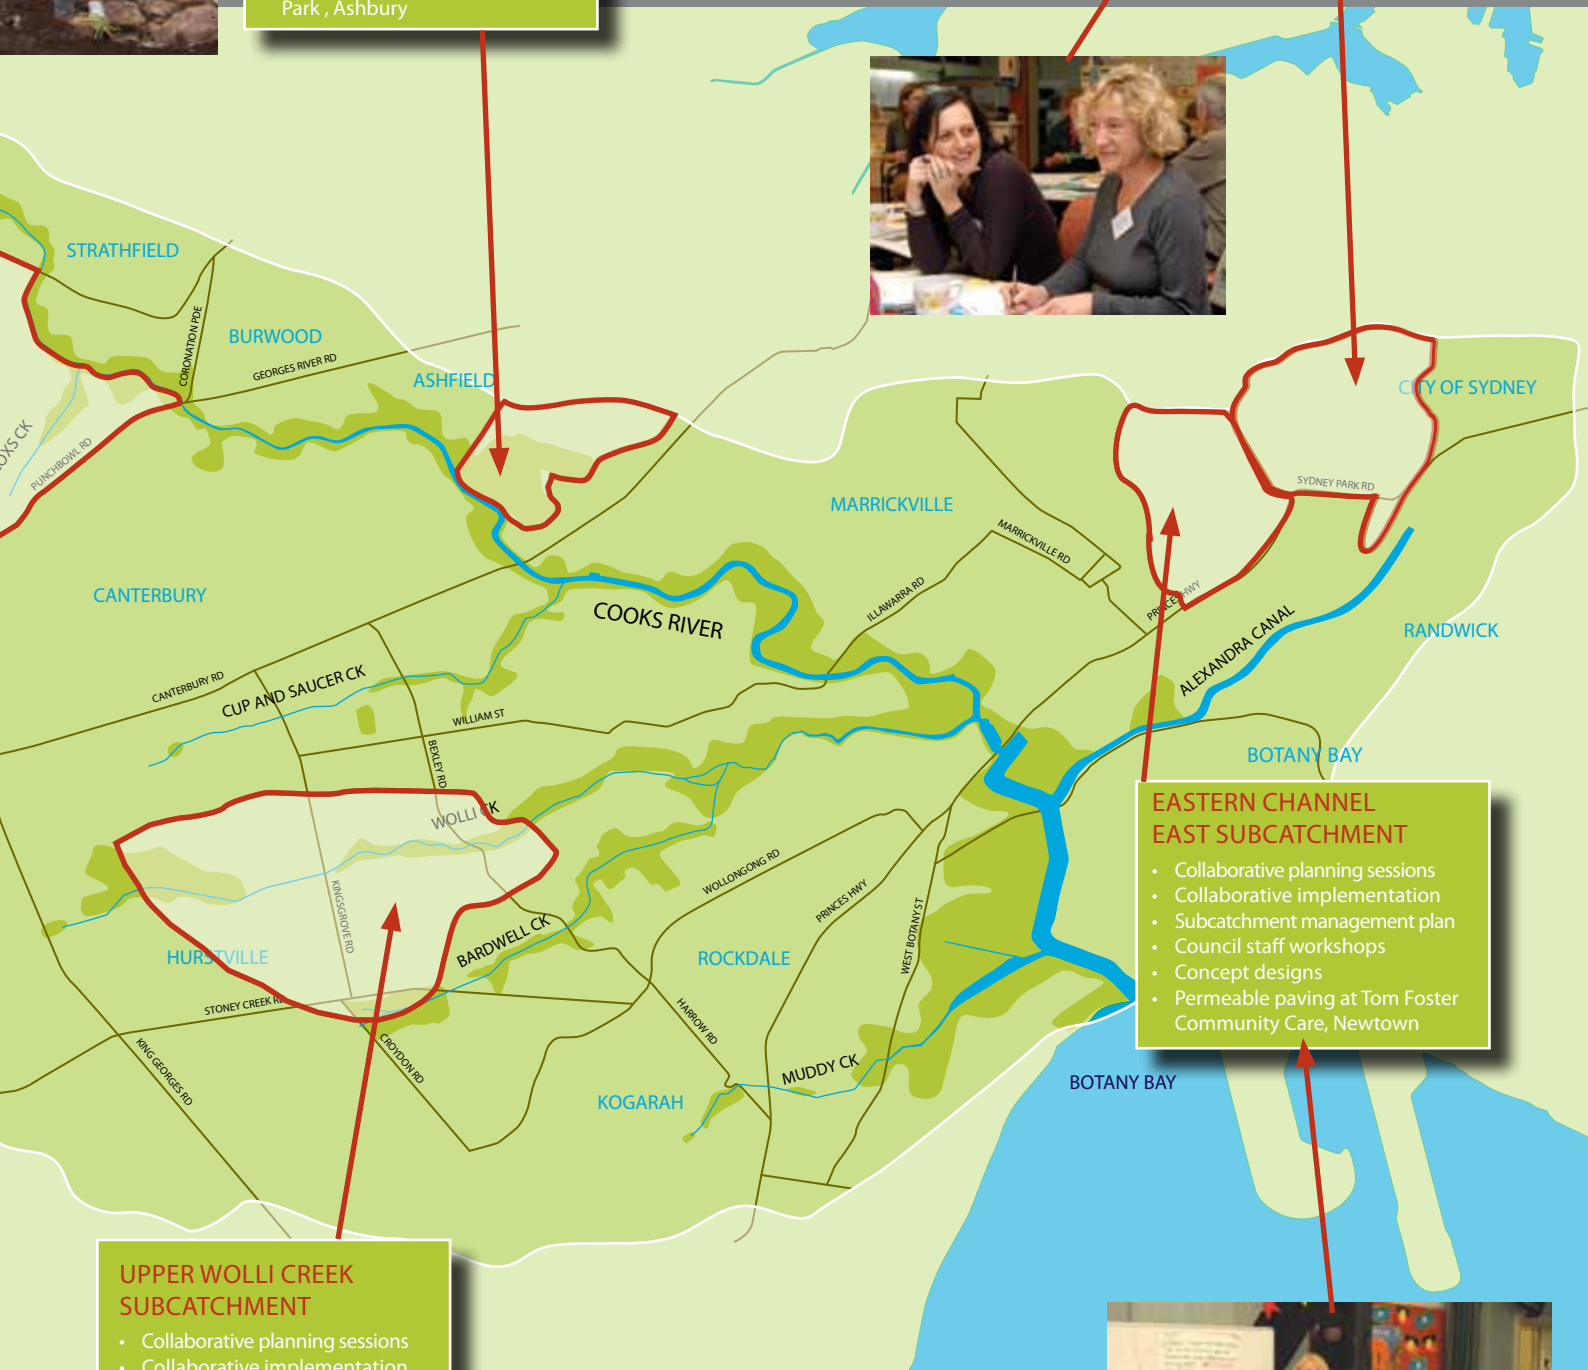 Park , Ashbury
STRATHFIELD
CORONATION PDE
BURWOOD
GEORGES RIVER RD
ASHFIELD
CITY OF SYDNEY
PUNCHBOWL RD
SYDNEY PARK RD
MARRICKVILLE
MARRICKVILLE RD
CANTERBURY
COOKS RIVER
ILLAWARRA RD
PRINCES HWY
ALEXANDRA CANAL
RANDWICK
CANTERBURY RD
CUP AND SAUCER CK
WILLIAM ST
BEXLEY RD
BOTANY BAY
WOLLI CK
EASTERN CHANNEL
EAST SUBCATCHMENT
• Collaborative planning sessions
• Collaborative implementation
• Subcatchment management plan
• Council staff workshops
• Concept designs
• Permeable paving at Tom Foster
Community Care, Newtown
WOLLONGONG RD
PRINCES HWY
WEST BOTANY ST
KINGSGROVE RD
BARDWELL CK
HURSTVILLE
ROCKDALE
STONEY CREEK RD
HARROW RD
KING GEORGES RD
CROYDON RD
MUDDY CK
KOGARAH
BOTANY BAY
UPPER WOLLI CREEK
SUBCATCHMENT
• Collaborative planning sessions
• Collaborative implementation